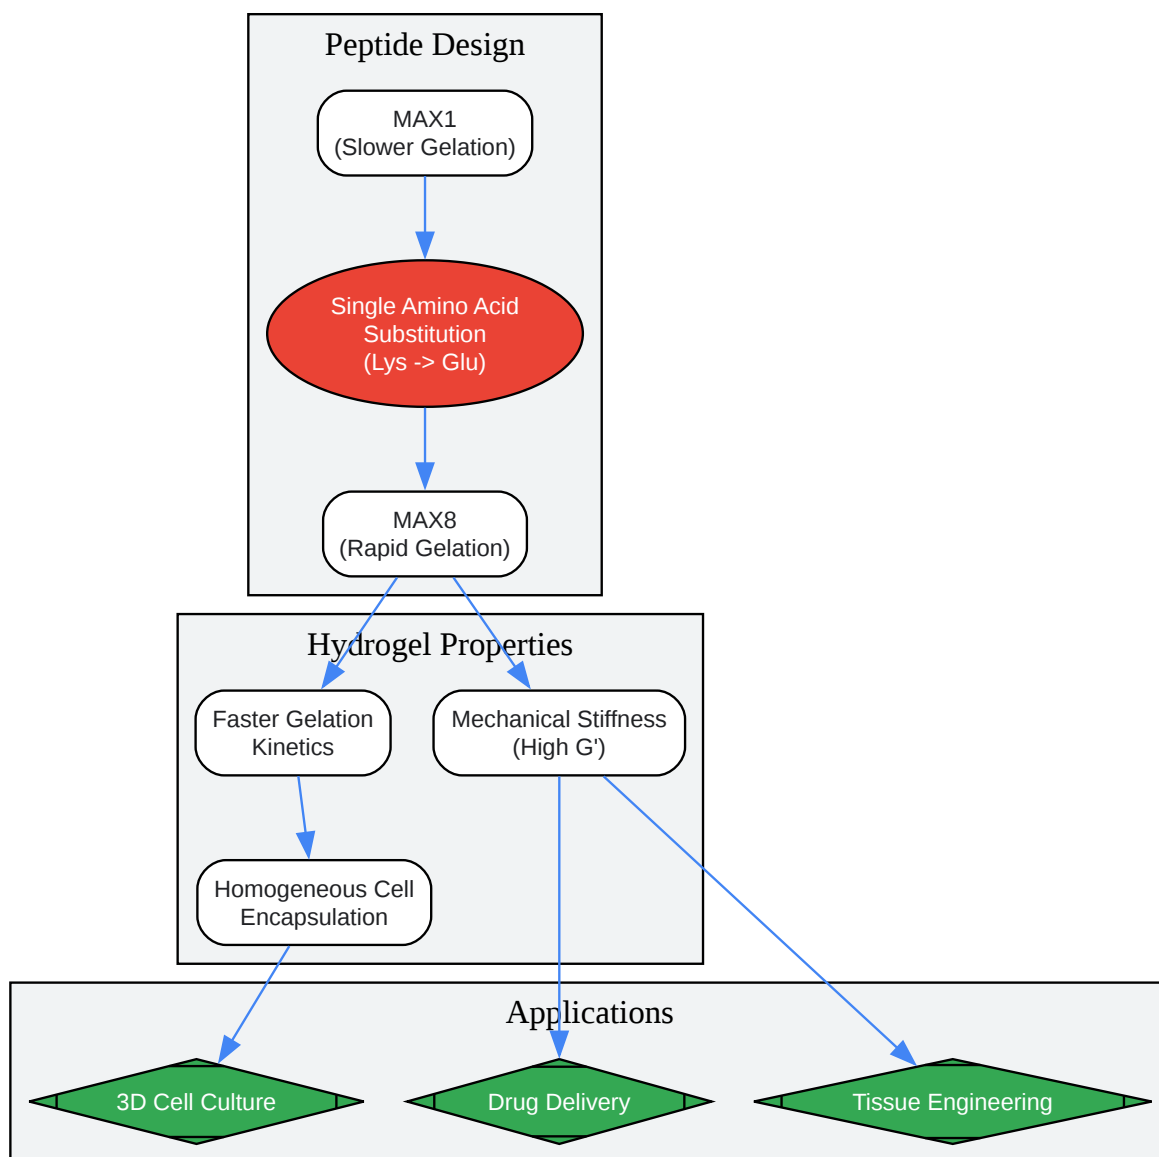 Peptide Design
MAX1
(Slower Gelation)
Single Amino Acid
Substitution
(Lys -> Glu)
MAX8
(Rapid Gelation)
Hydrogel Properties
Faster Gelation
Kinetics
Mechanical Stiffness
(High G')
Homogeneous Cell
Encapsulation
Applications
3D Cell Culture
Drug Delivery
Tissue Engineering